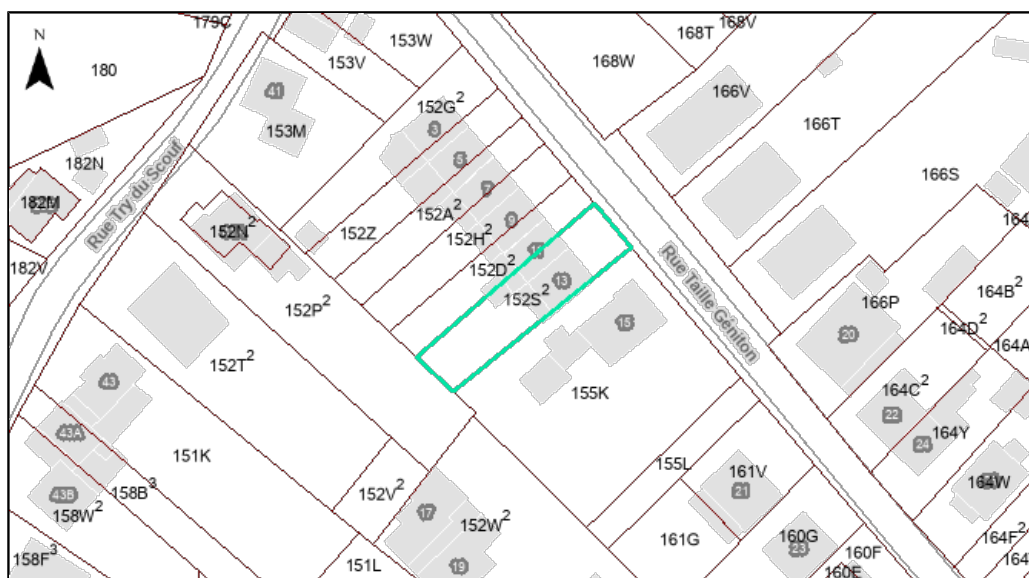 179C
168V
153W
168T
N
180
153V
168W
41
166V
152G²
3
153M
166T
182N
5
Rue Try du Scouf
166S
7
182M
152A²
9
152N²
152Z
152H²
182V
152D²
13
Rue Taille Géniton
152S²
164B²
152P²
166P
15
20
164D²
164A
152T²
43
155K
164C²
22
43A
164Y
24
151K
155L
161V
43B
158B³
152V²
21
164W
158W²
17
152W²
161G
160G
164F²
23
158F³
151L
19
160F
160E